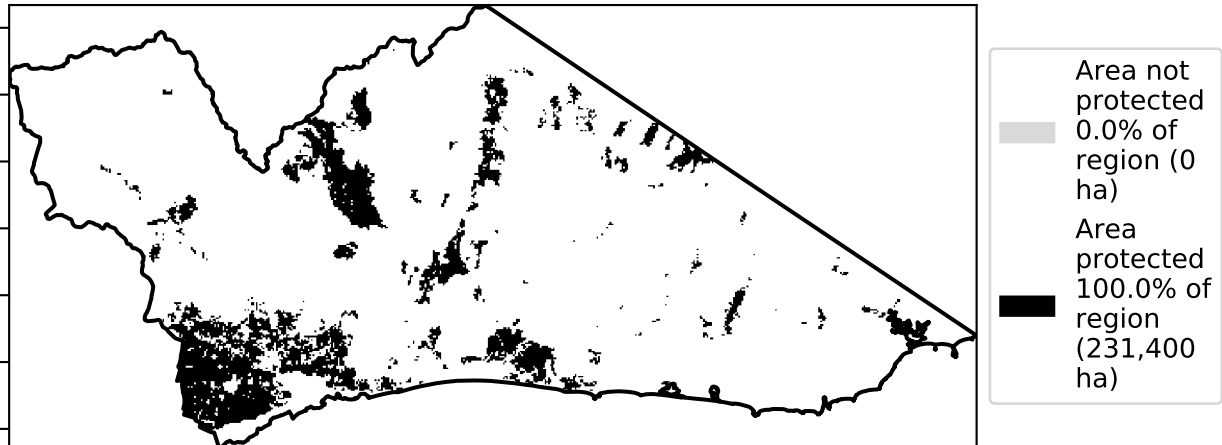 Area not
protected
0.0% of
region (0
ha)
Area
protected
100.0% of
region
(231,400
ha)